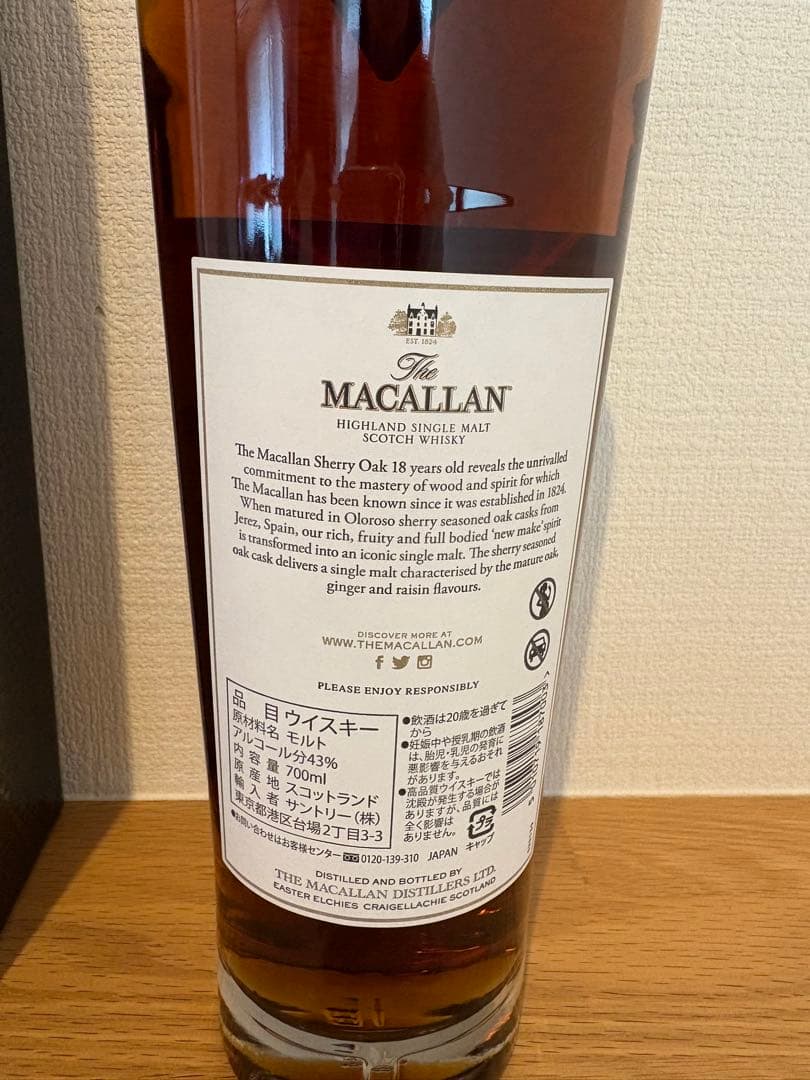 EST. 1824
The
MACALLAN
HIGHLAND SINGLE MALT
SCOTCH WHISKY
The Macallan Sherry Oak 18 years old reveals the unrivalled
commitment to the mastery of wood and spirit for which
The Macallan has been known since it was established in 1824.
When matured in Oloroso sherry seasoned oak casks from
Jerez, Spain, our rich, fruity and full bodied 'new make' spirit
is transformed into an iconic single malt. The sherry seasoned
oak cask delivers a single malt characterised by the mature oak,
ginger and raisin flavours.
DISCOVER MORE AT
WWW.THEMACALLAN.COM
PLEASE ENJOY RESPONSIBLY
品目 ウイスキー
原材料名 モルト
アルコール分43%
内容量 700ml
原産地 スコットランド
輸入者 サントリー(株)
東京都港区台場2丁目3-3
●お問い合わせはお客様センター 0120-139-310 JAPAN
●飲酒は20歳を過ぎて
から
●妊娠中や授乳期の飲酒
は、胎児・乳児の発育に
悪影響を与えるおそれ
があります。
●高品質ウイスキーでは
沈殿が発生する場合が
ありますが、品質には
全く影響は
ありません。
プラ
キャップ
DISTILLED AND BOTTLED BY
THE MACALLAN DISTILLERS LTD.
EASTER ELCHIES CRAIGELLACHIE SCOTLAND